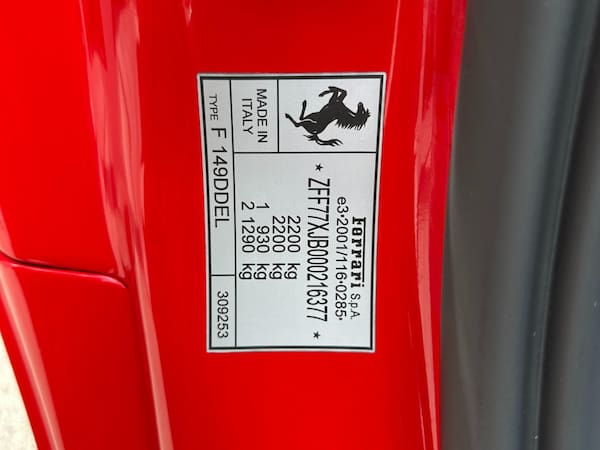 Ferrari S.p.A.
e3*2001/116*0285*
* ZFF77XJB000216377 *
2200 kg
2200 kg
1 930 kg
2 1290 kg
MADE IN
ITALY
TYPE F 149DDEL
309253